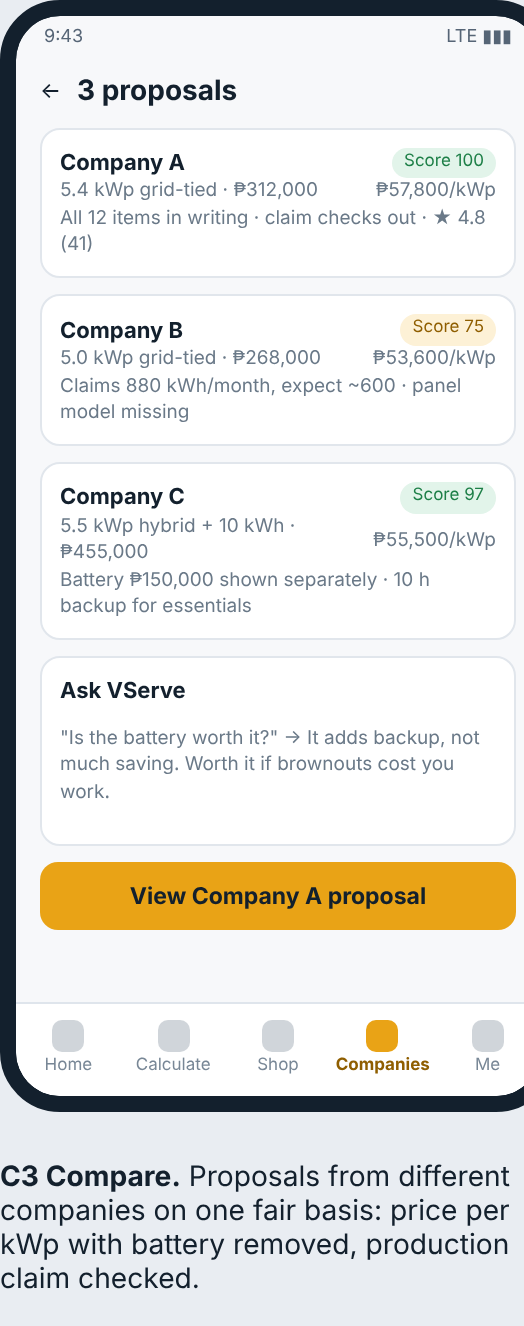 9:43 LTE
← 3 proposals
Company A Score 100
5.4 kWp grid-tied · ₱312,000 ₱57,800/kWp
All 12 items in writing · claim checks out · ★ 4.8
(41)
Company B Score 75
5.0 kWp grid-tied · ₱268,000 ₱53,600/kWp
Claims 880 kWh/month, expect ~600 · panel
model missing
Company C Score 97
5.5 kWp hybrid + 10 kWh ·
₱455,000 ₱55,500/kWp
Battery ₱150,000 shown separately · 10 h
backup for essentials
Ask VServe
"Is the battery worth it?" → It adds backup, not
much saving. Worth it if brownouts cost you
work.
View Company A proposal
Home Calculate Shop Companies Me
C3 Compare. Proposals from different
companies on one fair basis: price per
kWp with battery removed, production
claim checked.